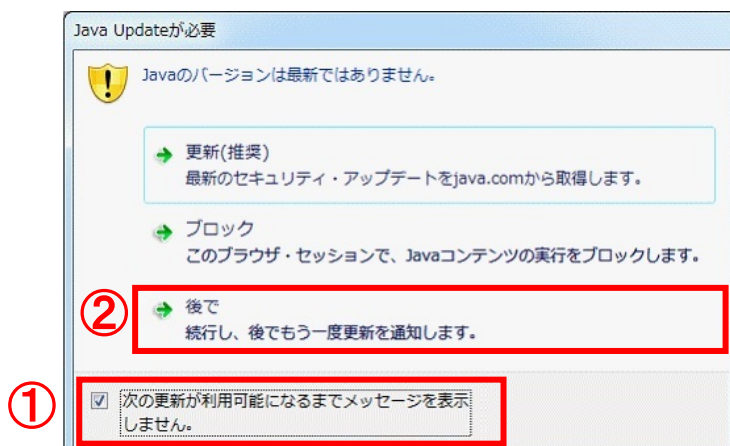 Java Updateが必要
Javaのバージョンは最新ではありません。
更新(推奨)
最新のセキュリティ・アップデートをjava.comから取得します。
ブロック
このブラウザ・セッションで、Javaコンテンツの実行をブロックします。
②
後で
続行し、後でもう一度更新を通知します。
①
次の更新が利用可能になるまでメッセージを表示
しません。